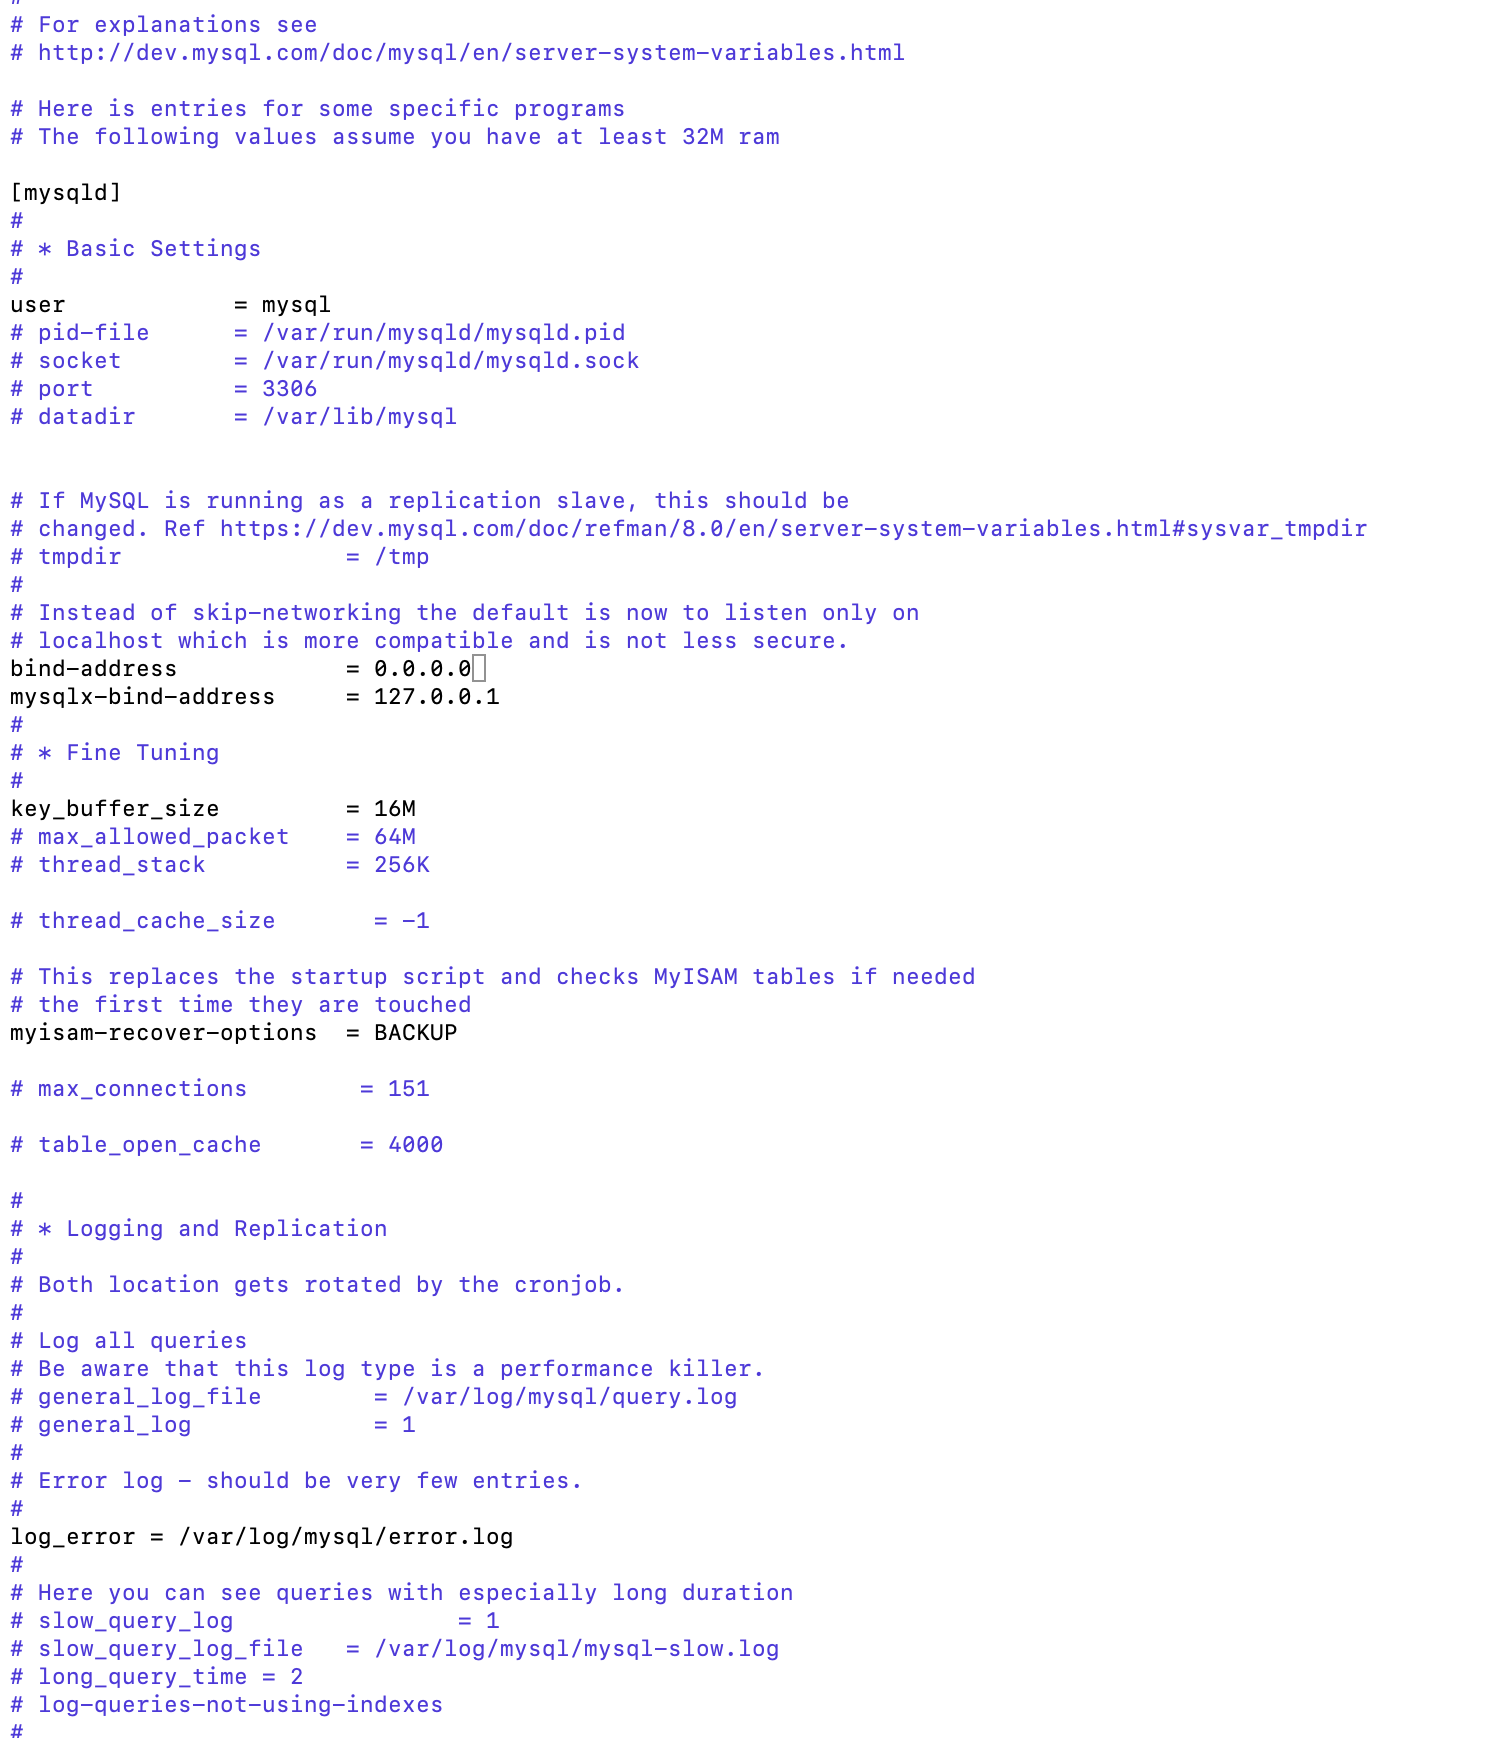 #
# For explanations see
# http://dev.mysql.com/doc/mysql/en/server-system-variables.html
# Here is entries for some specific programs
# The following values assume you have at least 32M ram
[mysqld]
#
# * Basic Settings
#
user            = mysql
# pid-file      = /var/run/mysqld/mysqld.pid
# socket        = /var/run/mysqld/mysqld.sock
# port          = 3306
# datadir       = /var/lib/mysql
# If MySQL is running as a replication slave, this should be
# changed. Ref https://dev.mysql.com/doc/refman/8.0/en/server-system-variables.html#sysvar_tmpdir
# tmpdir                = /tmp
#
# Instead of skip-networking the default is now to listen only on
# localhost which is more compatible and is not less secure.
bind-address            = 0.0.0.0
mysqlx-bind-address     = 127.0.0.1
#
# * Fine Tuning
#
key_buffer_size         = 16M
# max_allowed_packet    = 64M
# thread_stack          = 256K
# thread_cache_size       = -1
# This replaces the startup script and checks MyISAM tables if needed
# the first time they are touched
myisam-recover-options  = BACKUP
# max_connections        = 151
# table_open_cache       = 4000
#
# * Logging and Replication
#
# Both location gets rotated by the cronjob.
#
# Log all queries
# Be aware that this log type is a performance killer.
# general_log_file        = /var/log/mysql/query.log
# general_log             = 1
#
# Error log - should be very few entries.
#
log_error = /var/log/mysql/error.log
#
# Here you can see queries with especially long duration
# slow_query_log                = 1
# slow_query_log_file   = /var/log/mysql/mysql-slow.log
# long_query_time = 2
# log-queries-not-using-indexes
#